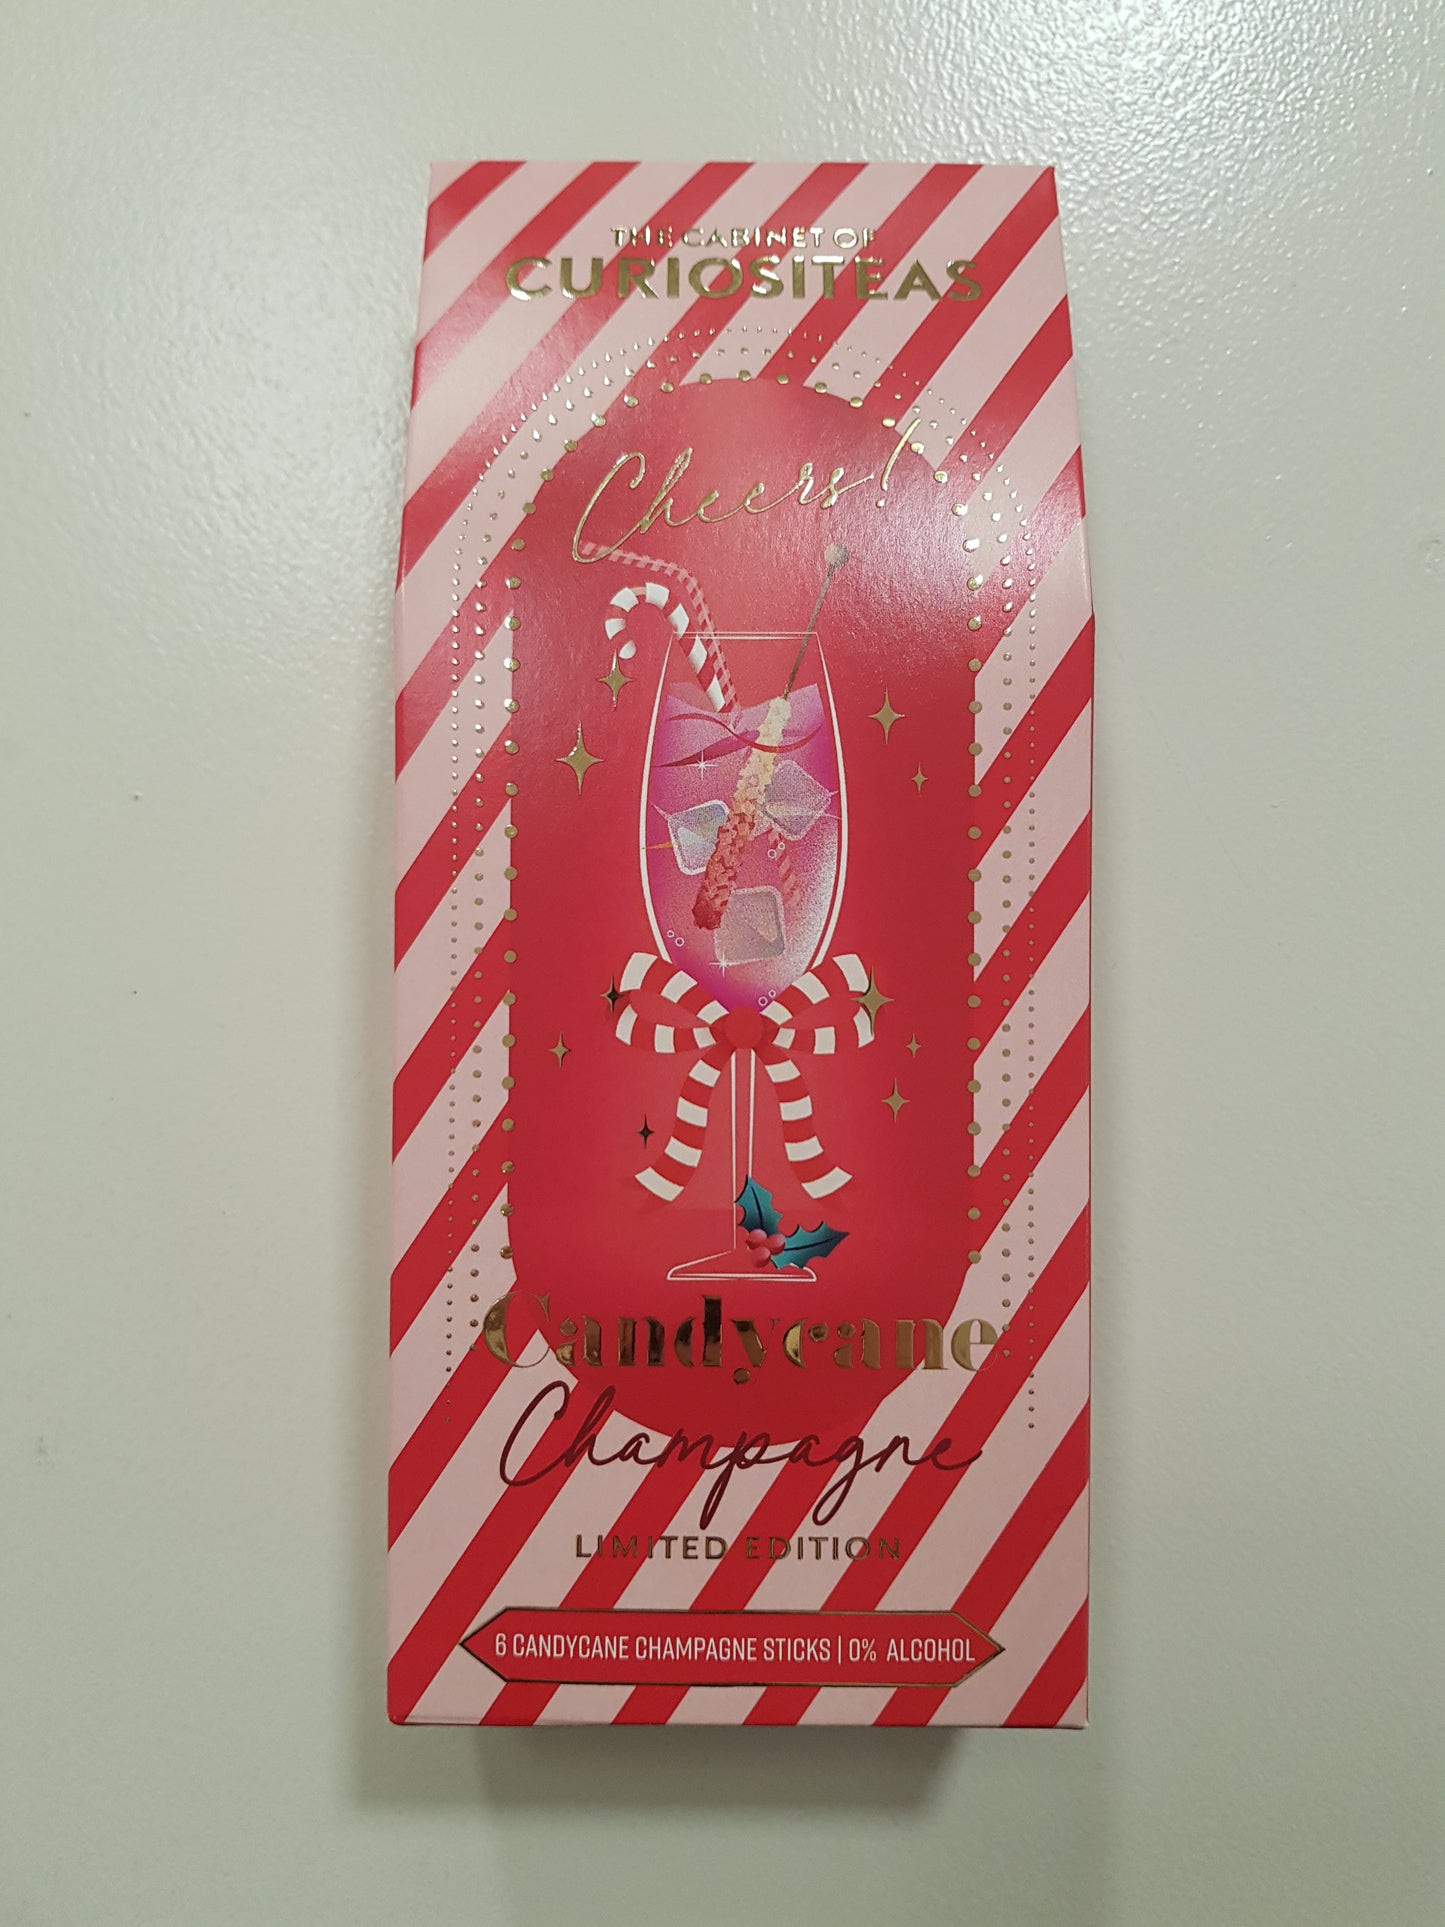 THE CABINET OF
CURIOSITEAS
Cheers!
Candycane
Champagne
LIMITED EDITION
6 CANDYCANE CHAMPAGNE STICKS | 0% ALCOHOL